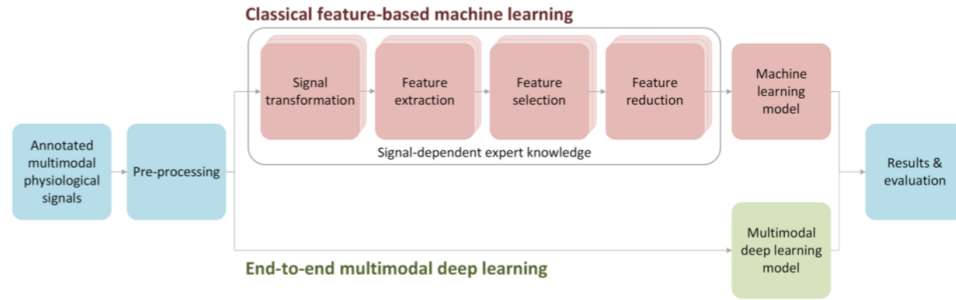 Classical feature-based machine learning
Signal
transformation
Feature
extraction
Feature
selection
Feature
reduction
Machine
learning
model
Signal-dependent expert knowledge
Annotated
multimodal
physiological
signals
Pre-processing
Results &
evaluation
Multimodal
deep learning
model
End-to-end multimodal deep learning